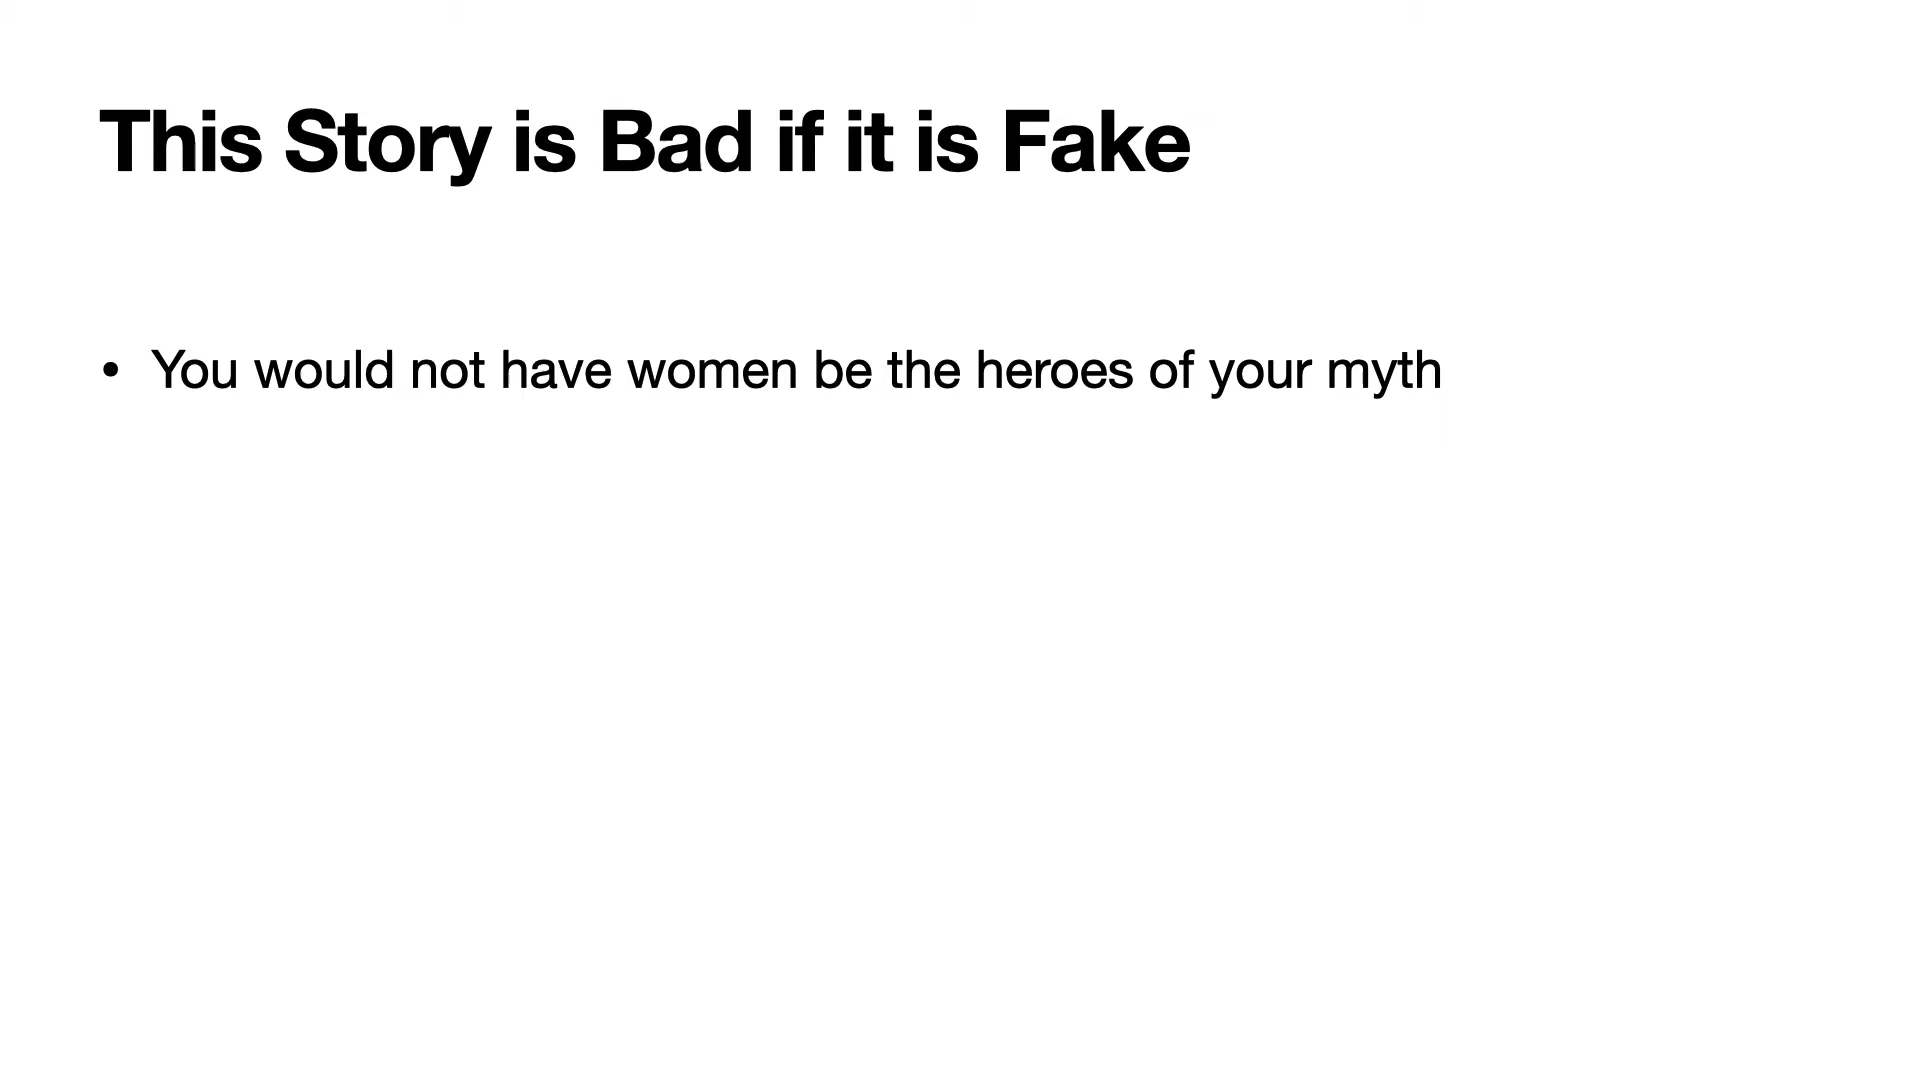 This Story is Bad if it is Fake
• You would not have women be the heroes of your myth